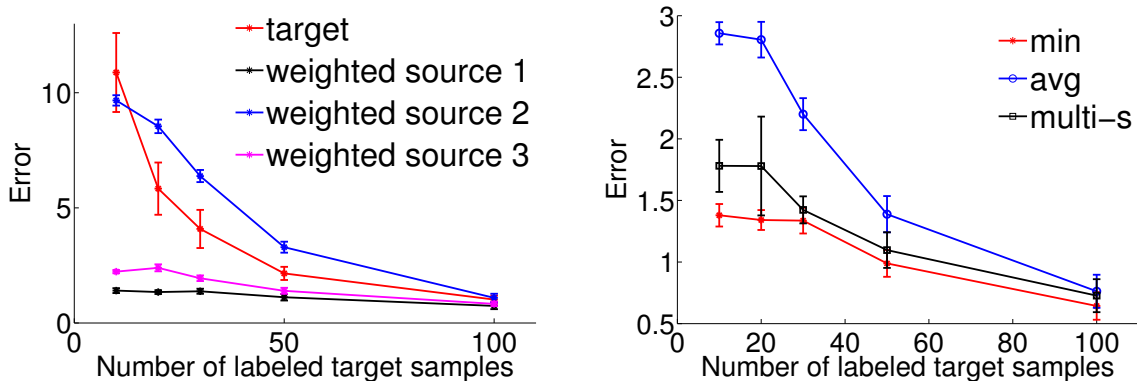 target
weighted source 1
weighted source 2
weighted source 3
10
5
0
Error
0
50
100
Number of labeled target samples
min
avg
multi-s
3
2.5
2
1.5
1
0.5
Error
0
20
40
60
80
100
Number of labeled target samples